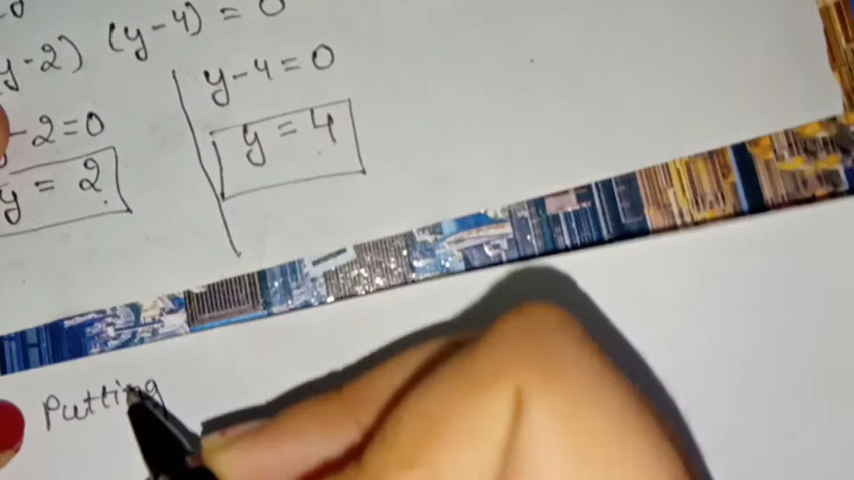 (y-2) (y-4) = 0
-2=0
y = 2
y-4=0
y = 4
Putting